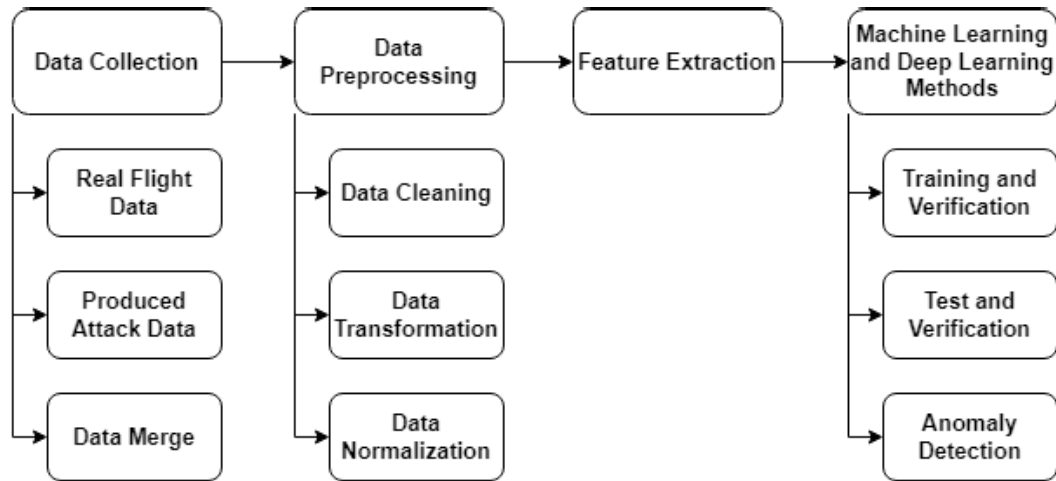 Data Collection
Data
Preprocessing
Feature Extraction
Machine Learning
and Deep Learning
Methods
Real Flight
Data
Produced
Attack Data
Data Merge
Data Cleaning
Data
Transformation
Data
Normalization
Training and
Verification
Test and
Verification
Anomaly
Detection